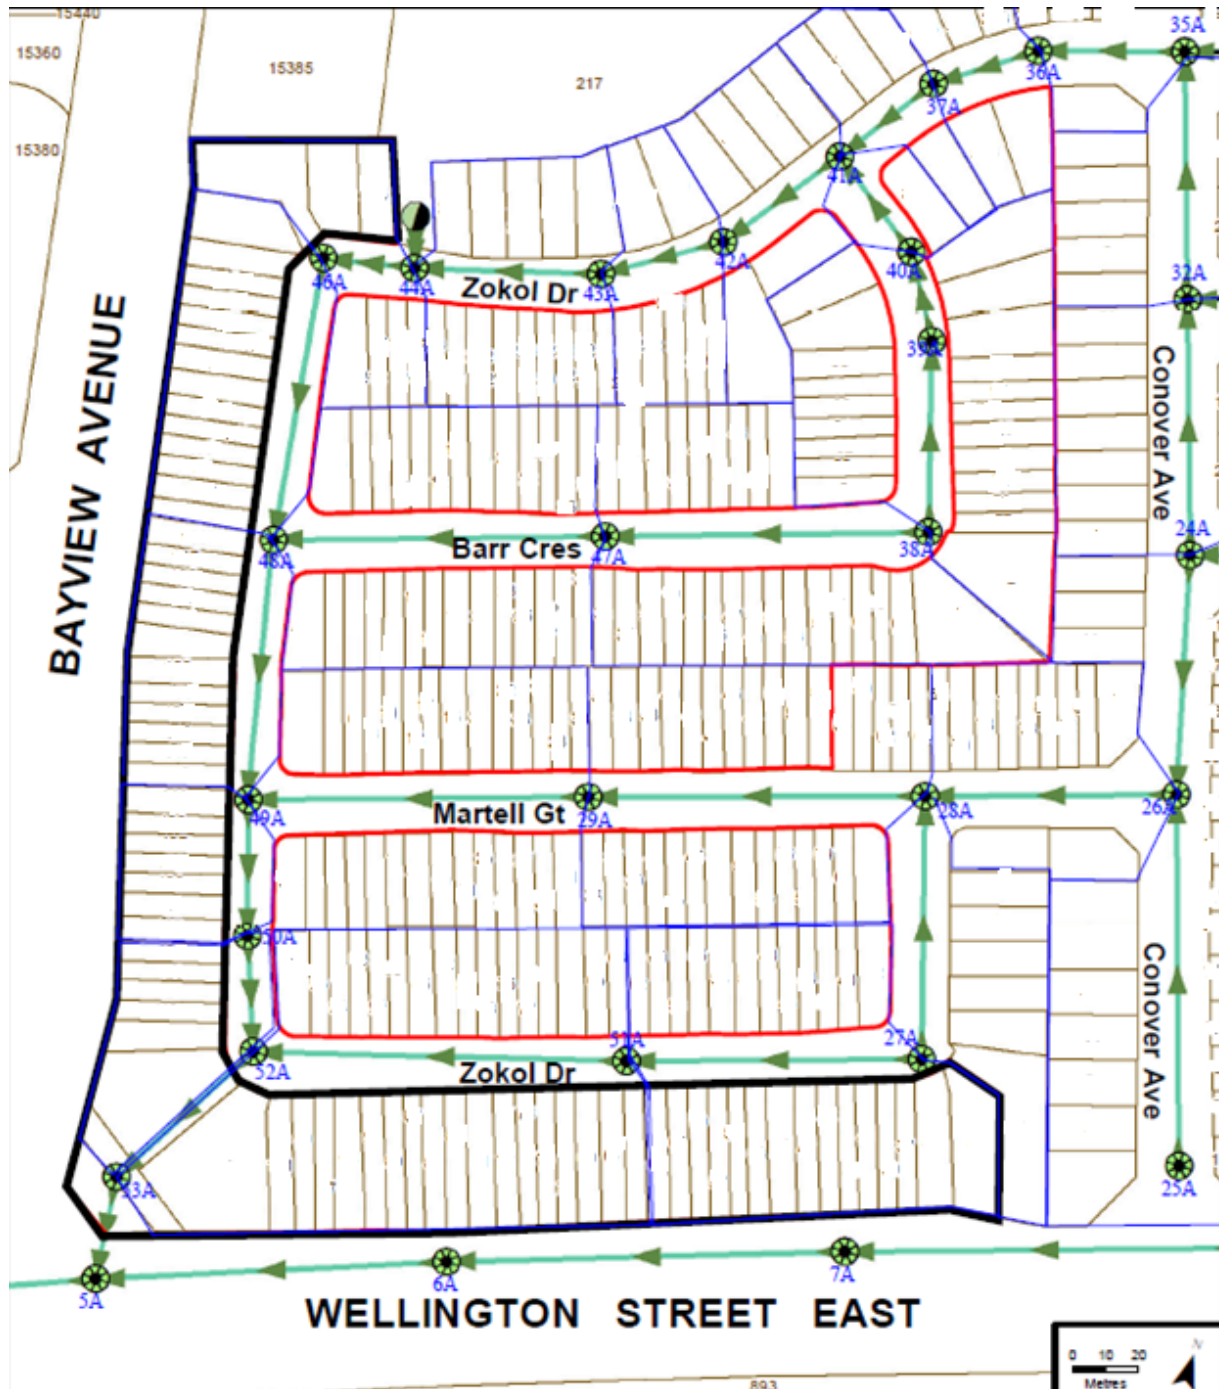 15440
35A
15360
15385
217
36A
37A
15380
41A
40A
42A
32A
46A
44A
43A
Zokol Dr
39A
BAYVIEW AVENUE
Conover Ave
24A
38A
47A
48A
Barr Cres
49A
Martell Gt
29A
28A
26A
50A
Conover Ave
27A
51A
52A
Zokol Dr
25A
53A
7A
6A
5A
WELLINGTON STREET EAST
N
0 10 20
Metres
893